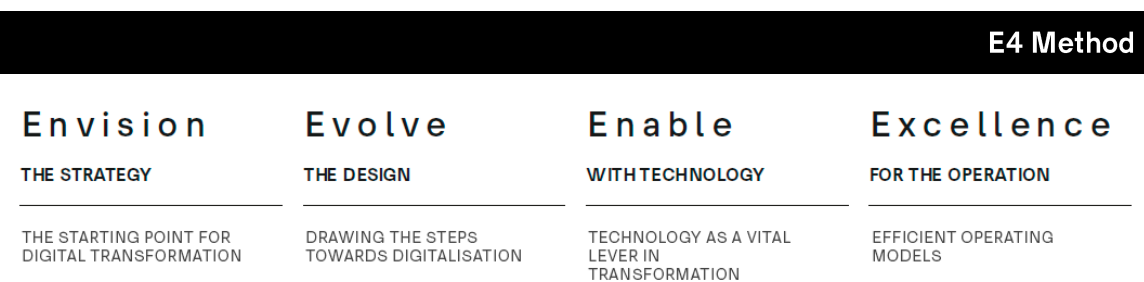 E4 Method
Envision
THE STRATEGY
THE STARTING POINT FOR
DIGITAL TRANSFORMATION
Evolve
THE DESIGN
DRAWING THE STEPS
TOWARDS DIGITALISATION
Enable
WITH TECHNOLOGY
TECHNOLOGY AS A VITAL
LEVER IN
TRANSFORMATION
Excellence
FOR THE OPERATION
EFFICIENT OPERATING
MODELS